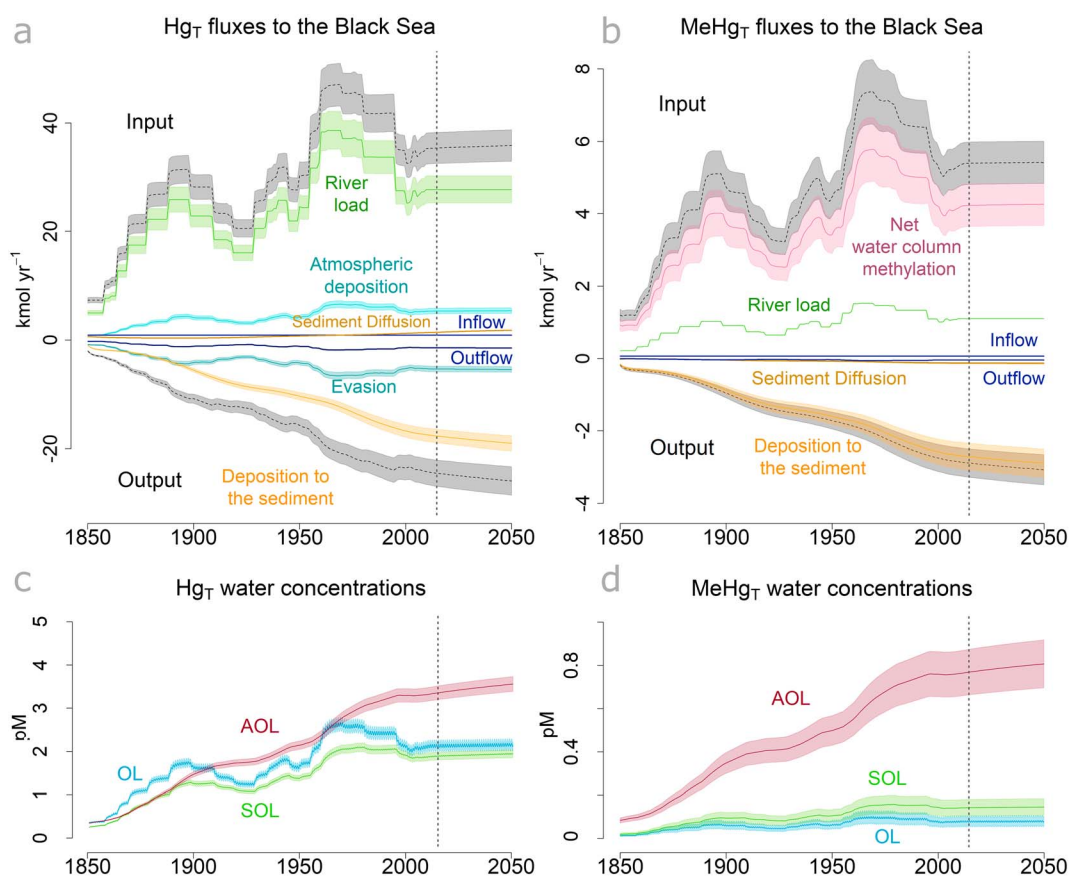 a
Hg_T fluxes to the Black Sea
kmol yr⁻¹
40
20
0
-20
Input
River
load
Atmospheric
deposition
Sediment Diffusion
Inflow
Outflow
Evasion
Output
Deposition to
the sediment
1850 1900 1950 2000 2050
b
MeHg_T fluxes to the Black Sea
kmol yr⁻¹
8
6
4
2
0
-2
-4
Input
Net
water column
methylation
River load
Inflow
Sediment Diffusion
Outflow
Output
Deposition to
the sediment
1850 1900 1950 2000 2050
c
Hg_T water concentrations
pM
5
4
3
2
1
0
AOL
OL
SOL
1850 1900 1950 2000 2050
d
MeHg_T water concentrations
pM
0.8
0.4
0
AOL
SOL
OL
1850 1900 1950 2000 2050